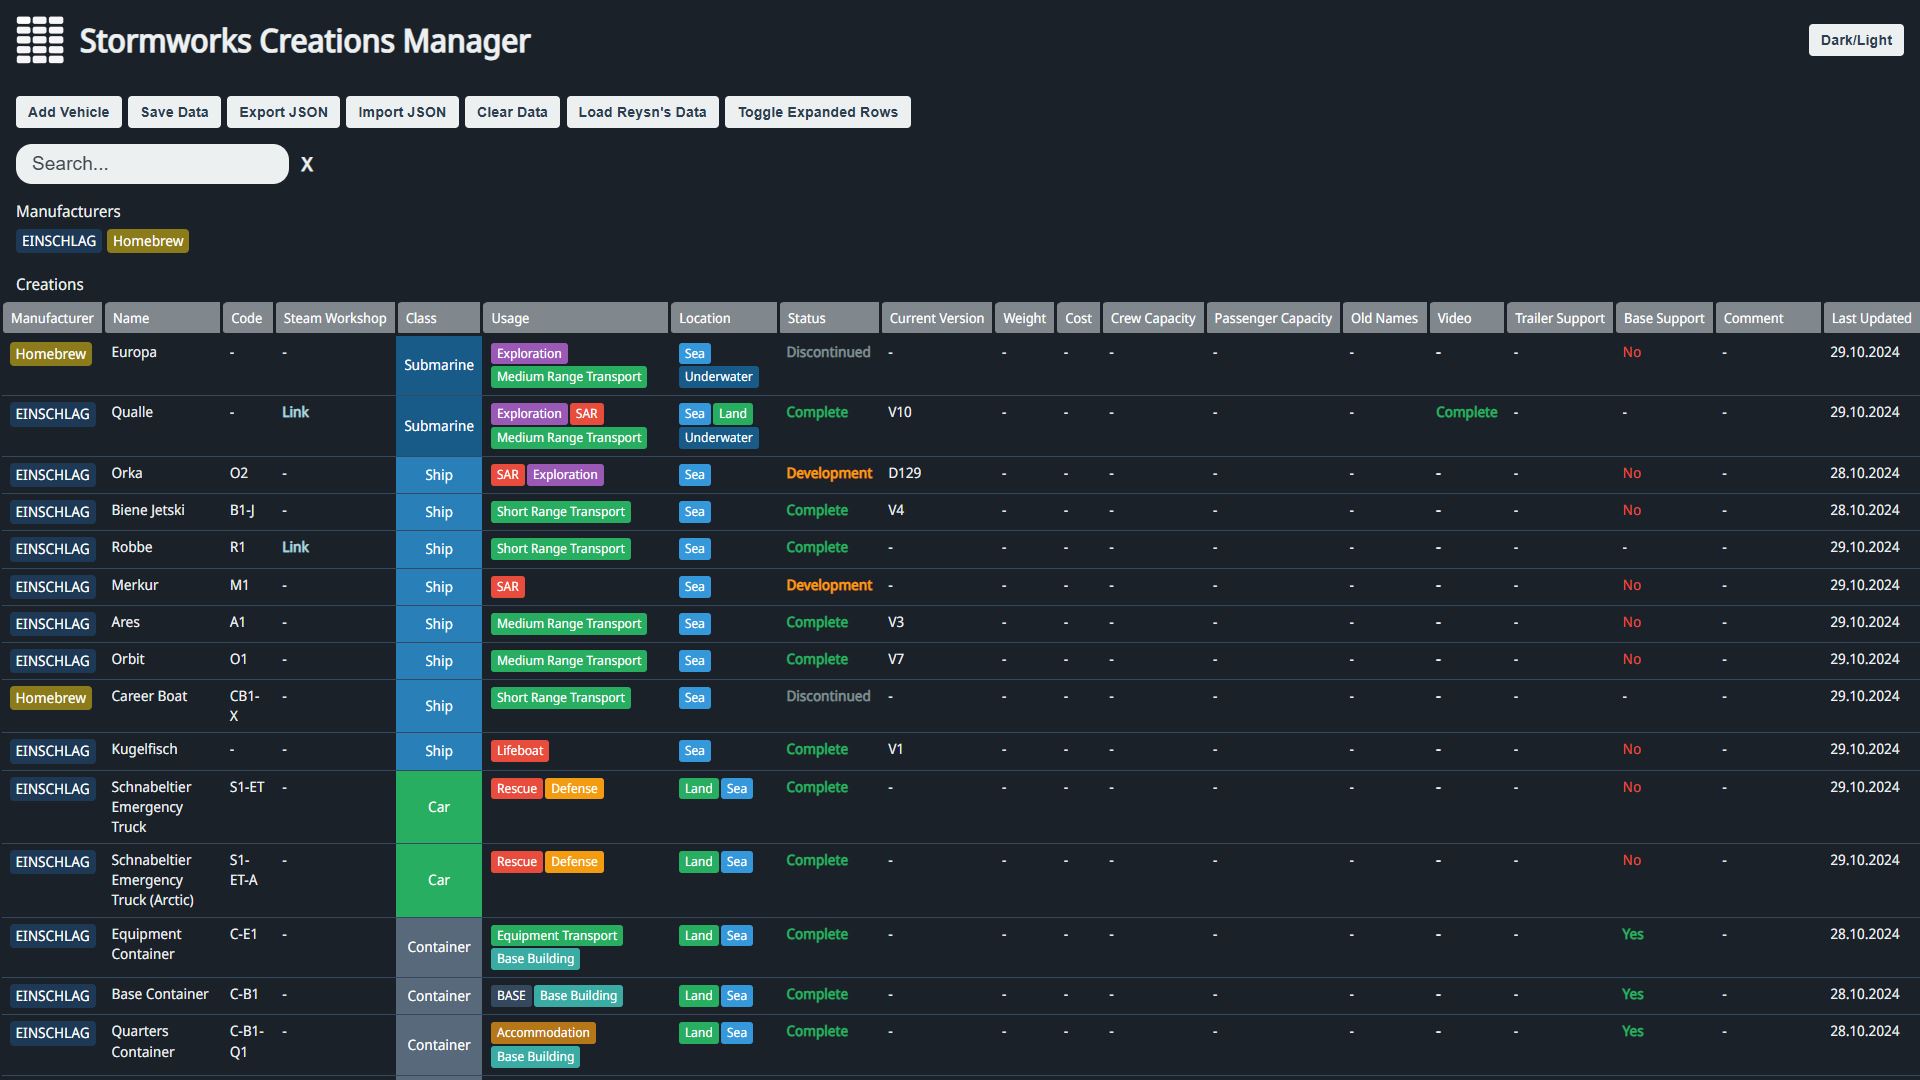 Stormworks Creations Manager
Dark/Light
Add Vehicle Save Data Export JSON Import JSON Clear Data Load Reysn's Data Toggle Expanded Rows
Search... X
Manufacturers
EINSCHLAG Homebrew
Creations
Manufacturer Name Code Steam Workshop Class Usage Location Status Current Version Weight Cost Crew Capacity Passenger Capacity Old Names Video Trailer Support Base Support Comment Last Updated
Homebrew Europa - - Submarine Exploration Medium Range Transport Sea Underwater Discontinued - - - - - - - - No - 29.10.2024
EINSCHLAG Qualle - Link Submarine Exploration SAR Medium Range Transport Sea Land Underwater Complete V10 - - - - - Complete - - - 29.10.2024
EINSCHLAG Orka O2 - Ship SAR Exploration Sea Development D129 - - - - - - - No - 28.10.2024
EINSCHLAG Biene Jetski B1-J - Ship Short Range Transport Sea Complete V4 - - - - - - - No - 28.10.2024
EINSCHLAG Robbe R1 Link Ship Short Range Transport Sea Complete - - - - - - - - - - 29.10.2024
EINSCHLAG Merkur M1 - Ship SAR Sea Development - - - - - - - - No - 29.10.2024
EINSCHLAG Ares A1 - Ship Medium Range Transport Sea Complete V3 - - - - - - - No - 29.10.2024
EINSCHLAG Orbit O1 - Ship Medium Range Transport Sea Complete V7 - - - - - - - No - 29.10.2024
Homebrew Career Boat CB1-X - Ship Short Range Transport Sea Discontinued - - - - - - - - - - 29.10.2024
EINSCHLAG Kugelfisch - - Ship Lifeboat Sea Complete V1 - - - - - - - No - 29.10.2024
EINSCHLAG Schnabeltier Emergency Truck S1-ET - Car Rescue Defense Land Sea Complete - - - - - - - - No - 29.10.2024
EINSCHLAG Schnabeltier Emergency Truck (Arctic) S1-ET-A - Car Rescue Defense Land Sea Complete - - - - - - - - No - 29.10.2024
EINSCHLAG Equipment Container C-E1 - Container Equipment Transport Base Building Land Sea Complete - - - - - - - - Yes - 28.10.2024
EINSCHLAG Base Container C-B1 - Container BASE Base Building Land Sea Complete - - - - - - - - Yes - 28.10.2024
EINSCHLAG Quarters Container C-B1-Q1 - Container Accommodation Base Building Land Sea Complete - - - - - - - - Yes - 28.10.2024